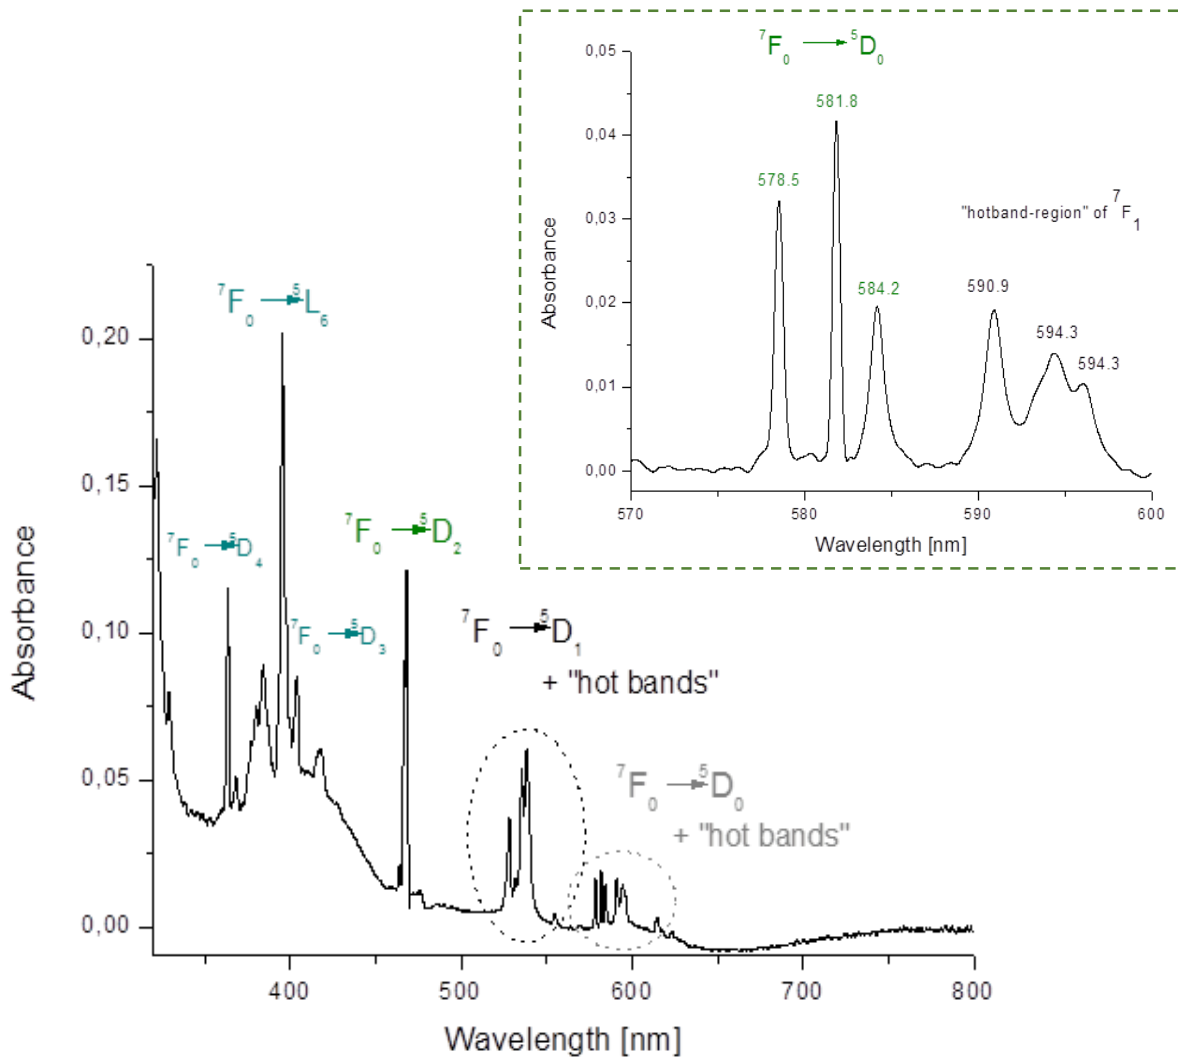 ⁷F₀ → ⁵D₀
0,05
581.8
0,04
578.5
0,03
"hotband-region" of ⁷F₁
Absorbance
584.2
590.9
0,02
594.3
594.3
0,01
0,00
570
580
590
600
Wavelength [nm]
⁷F₀ → ⁵L₆
0,20
0,15
⁷F₀ → ⁵D₂
⁷F₀ → ⁵D₄
⁷F₀ → ⁵D₁
+ "hot bands"
0,10
⁷F₀ → ⁵D₃
Absorbance
0,05
⁷F₀ → ⁵D₀
+ "hot bands"
0,00
400
500
600
700
800
Wavelength [nm]